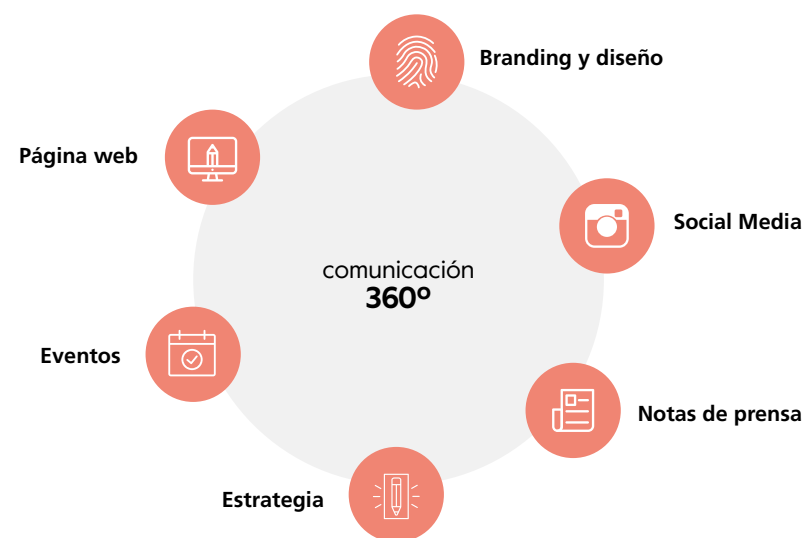 Branding y diseño
Página web
Social Media
comunicación
360º
Eventos
Notas de prensa
Estrategia